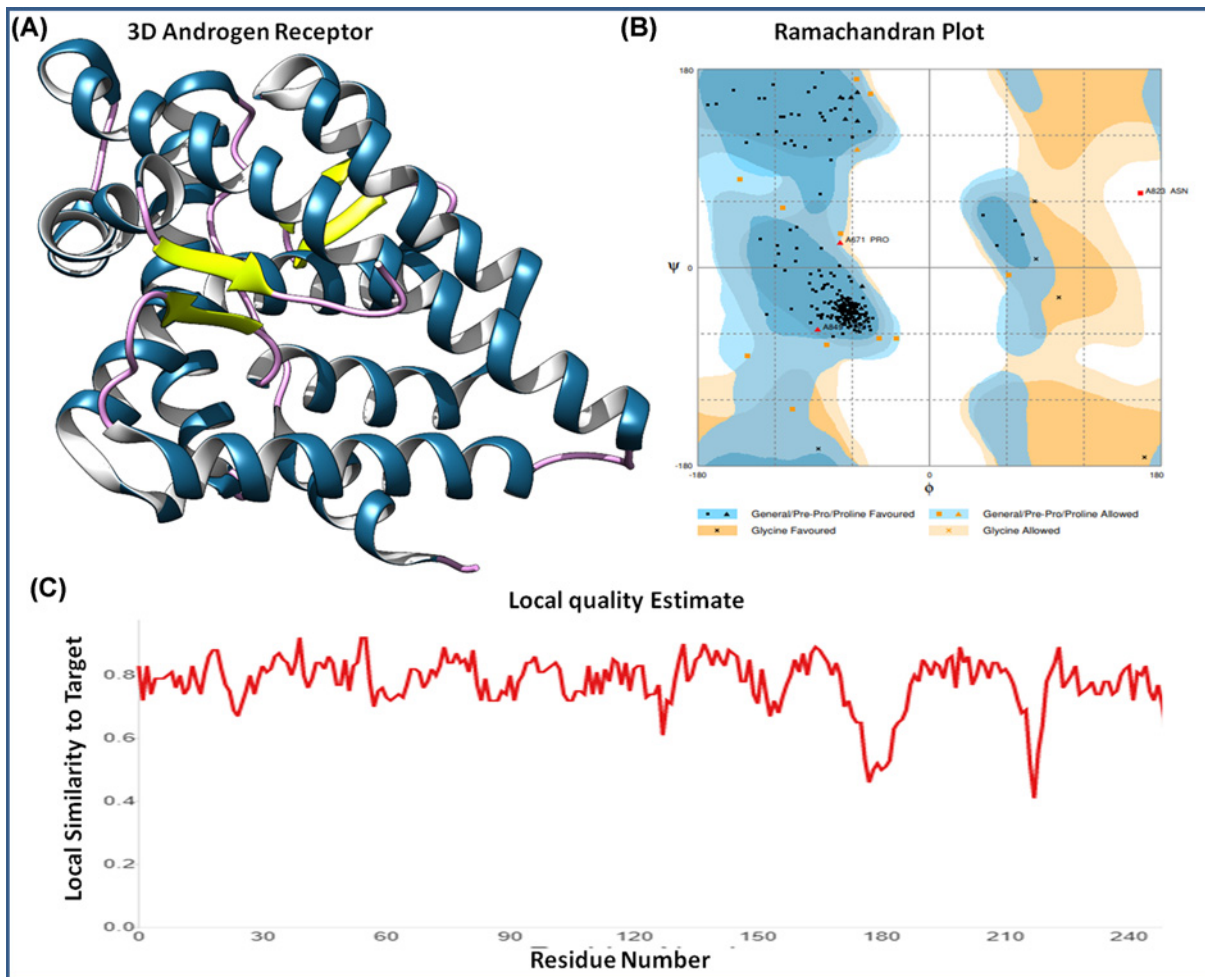 (A)
3D Androgen Receptor
(B)
Ramachandran Plot
180
A823 ASN
A671 PRO
ψ
0
A849
-180
-180
0
180
ϕ
General/Pre-Pro/Proline Favoured
General/Pre-Pro/Proline Allowed
Glycine Favoured
Glycine Allowed
(C)
Local quality Estimate
Local Similarity to Target
0.8
0.6
0.4
0.2
0.0
0 30 60 90 120 150 180 210 240
Residue Number